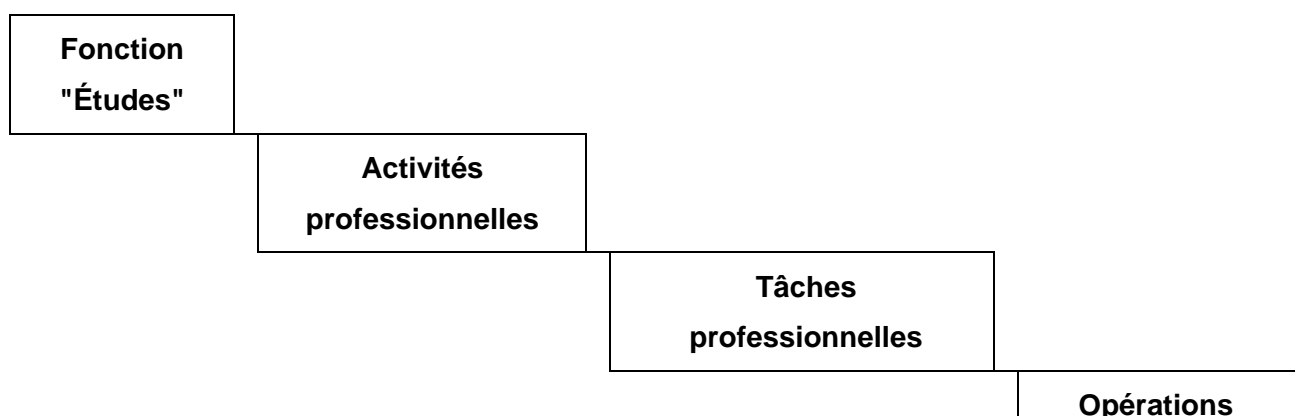 Fonction
"Études"
Activités
professionnelles
Tâches
professionnelles
Opérations